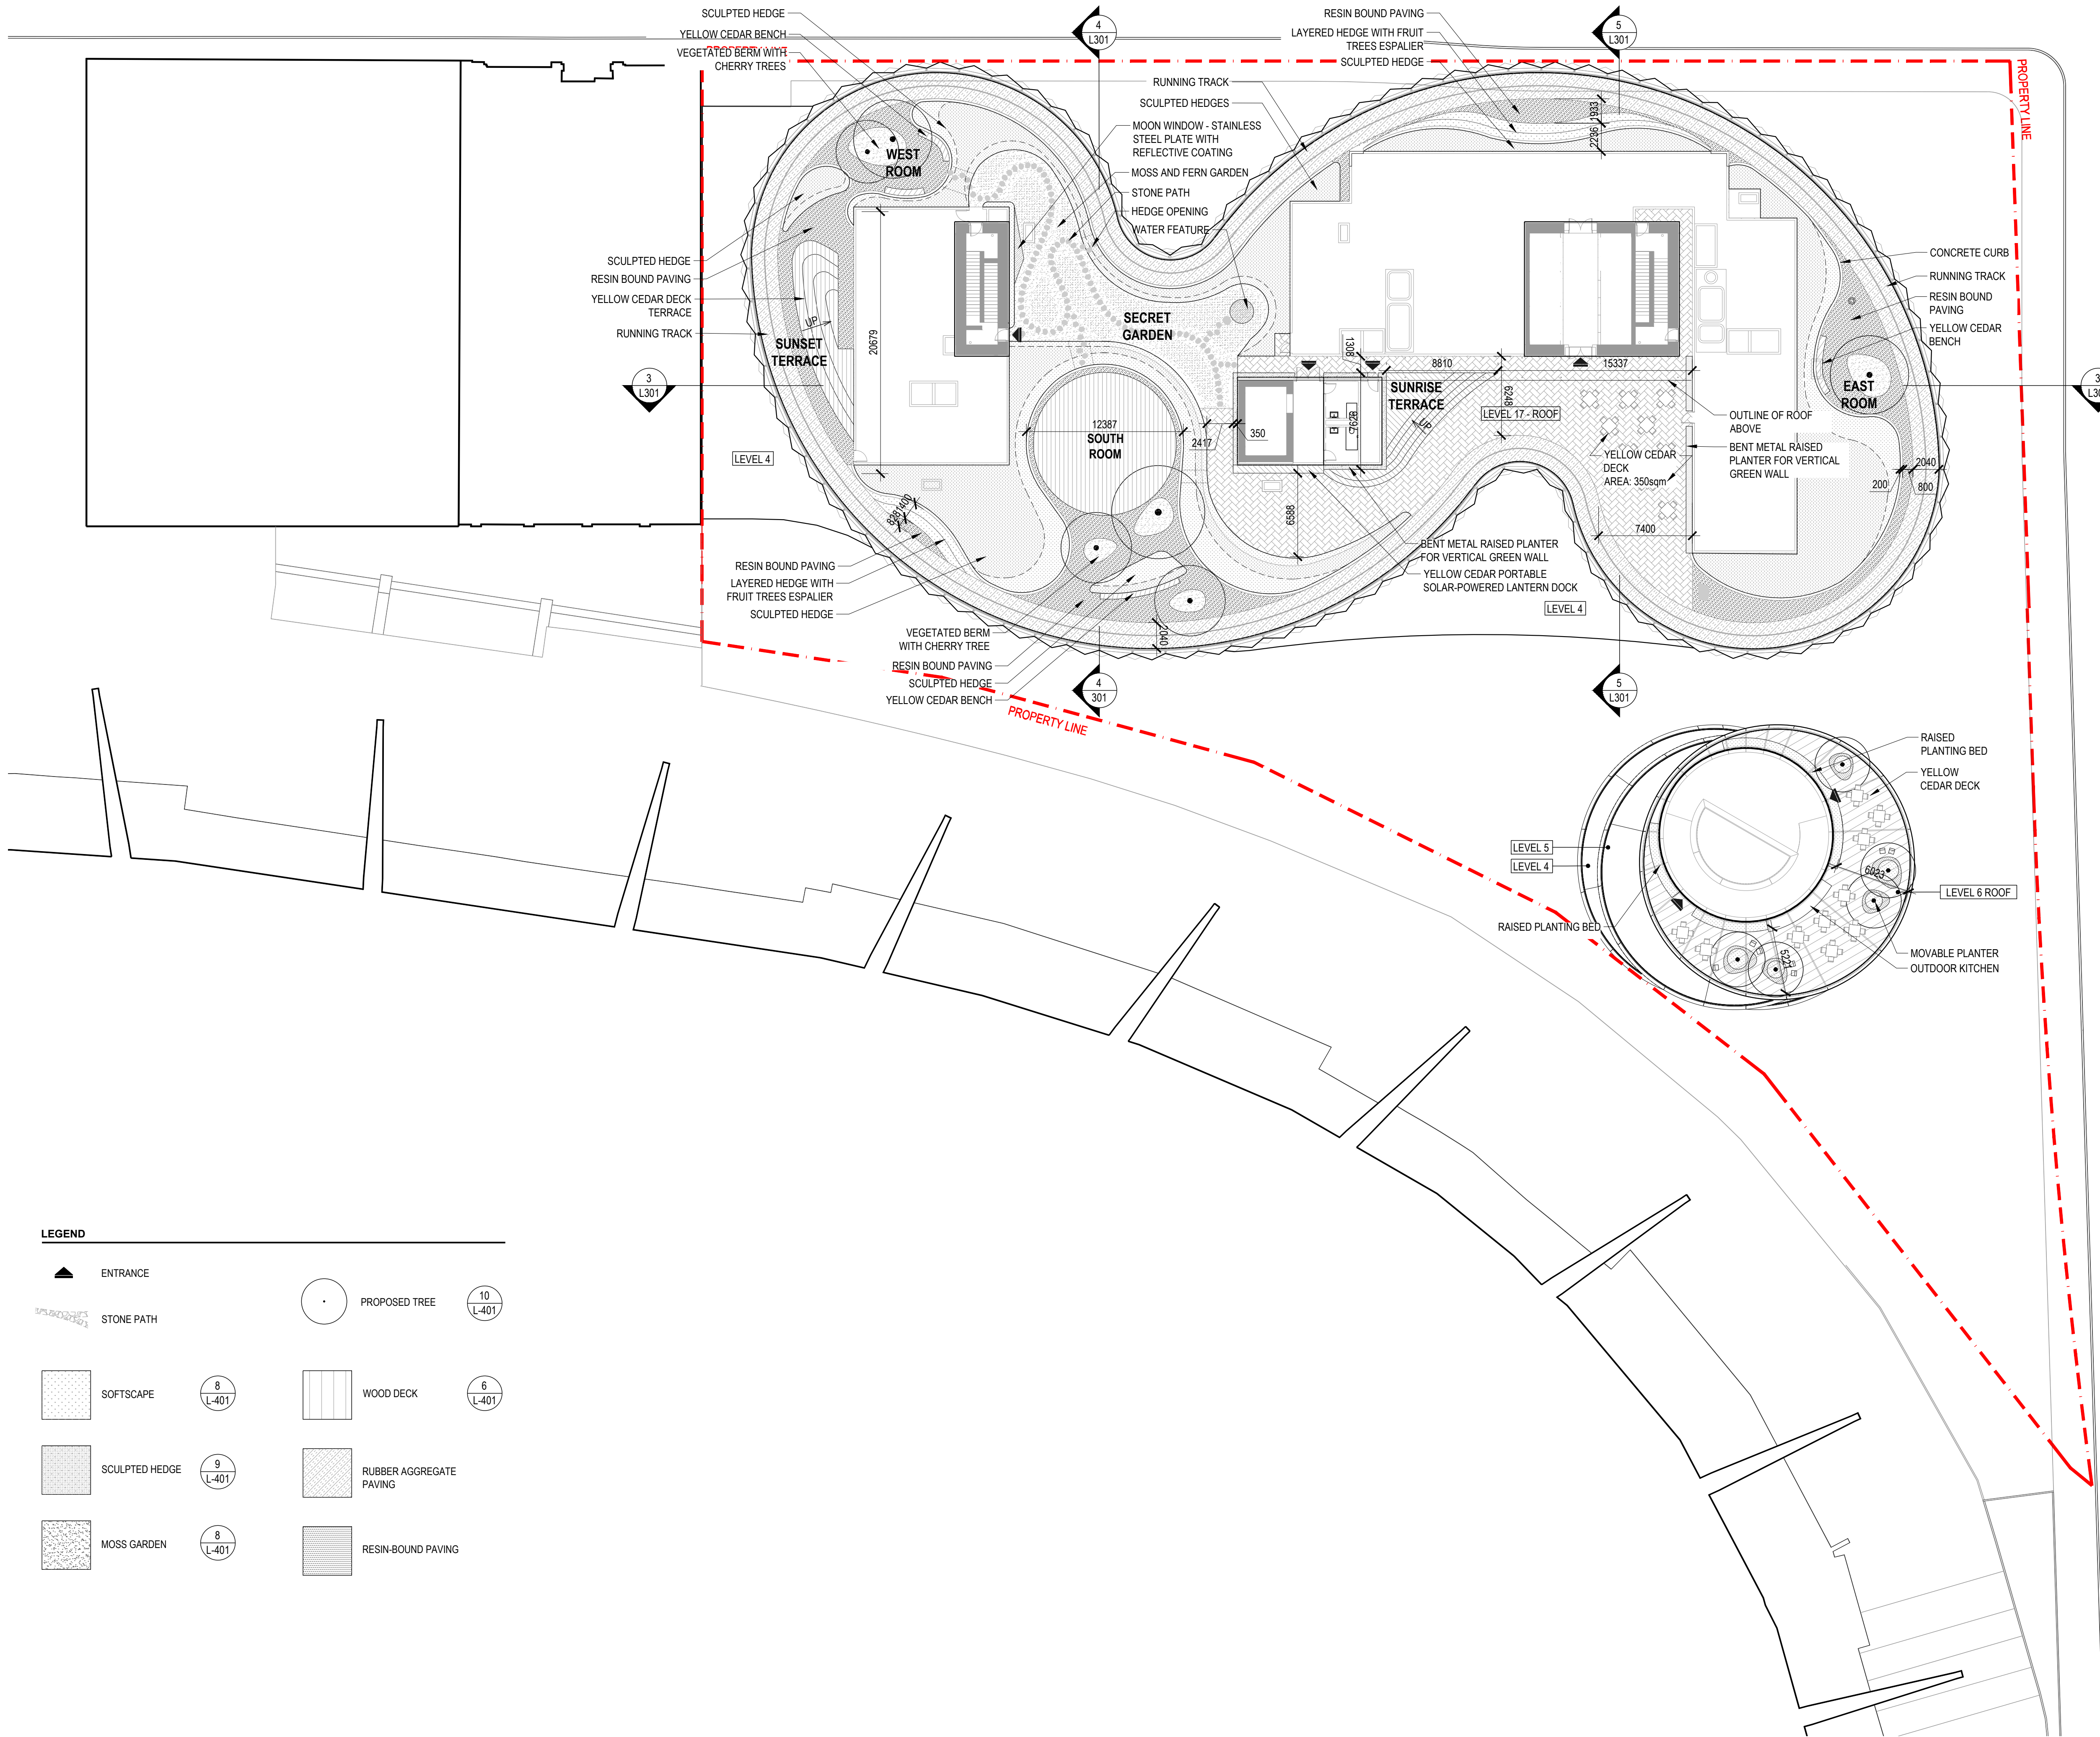 SCULPTED HEDGE
YELLOW CEDAR BENCH
VEGETATED BERM WITH
CHERRY TREES
PROPERTY LINE
4
L301
RESIN BOUND PAVING
LAYERED HEDGE WITH FRUIT
TREES ESPALIER
SCULPTED HEDGE
5
L301
PROPERTY LINE
RUNNING TRACK
SCULPTED HEDGES
MOON WINDOW - STAINLESS
STEEL PLATE WITH
REFLECTIVE COATING
MOSS AND FERN GARDEN
STONE PATH
HEDGE OPENING
WATER FEATURE
1933
2236
WEST
ROOM
SCULPTED HEDGE
RESIN BOUND PAVING
YELLOW CEDAR DECK
TERRACE
RUNNING TRACK
UP
SUNSET
TERRACE
20679
SECRET
GARDEN
CONCRETE CURB
RUNNING TRACK
RESIN BOUND
PAVING
YELLOW CEDAR
BENCH
3
L301
1308
8810
15337
SUNRISE
TERRACE
6248
LEVEL 17 - ROOF
UP
EAST
ROOM
3
OUTLINE OF ROOF
ABOVE
BENT METAL RAISED
PLANTER FOR VERTICAL
GREEN WALL
YELLOW CEDAR
DECK
AREA: 350sqm
12387
SOUTH
ROOM
2417
350
LEVEL 4
2040
200
800
8281400
6588
7400
RESIN BOUND PAVING
LAYERED HEDGE WITH
FRUIT TREES ESPALIER
SCULPTED HEDGE
BENT METAL RAISED PLANTER
FOR VERTICAL GREEN WALL
YELLOW CEDAR PORTABLE
SOLAR-POWERED LANTERN DOCK
LEVEL 4
VEGETATED BERM
WITH CHERRY TREE
RESIN BOUND PAVING
SCULPTED HEDGE
YELLOW CEDAR BENCH
2040
4
301
5
L301
PROPERTY LINE
RAISED
PLANTING BED
YELLOW
CEDAR DECK
LEVEL 5
LEVEL 4
6023
LEVEL 6 ROOF
RAISED PLANTING BED
5221
MOVABLE PLANTER
OUTDOOR KITCHEN
LEGEND
ENTRANCE
STONE PATH
PROPOSED TREE
10
L-401
SOFTSCAPE
8
L-401
WOOD DECK
6
L-401
SCULPTED HEDGE
9
L-401
RUBBER AGGREGATE
PAVING
MOSS GARDEN
8
L-401
RESIN-BOUND PAVING